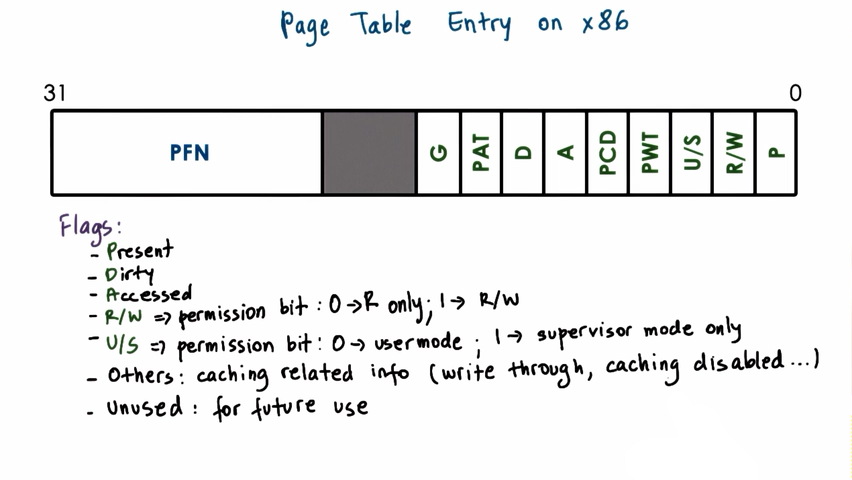 Page Table Entry on x86
31 0
PFN G PAT D A PCD PWT U/S R/W P
Flags:
- Present
- Dirty
- Accessed
- R/W => permission bit : 0 → R only; 1 → R/W
- U/S => permission bit : 0 → usermode ; 1 → supervisor mode only
- Others: caching related info (write through, caching disabled...)
- Unused : for future use